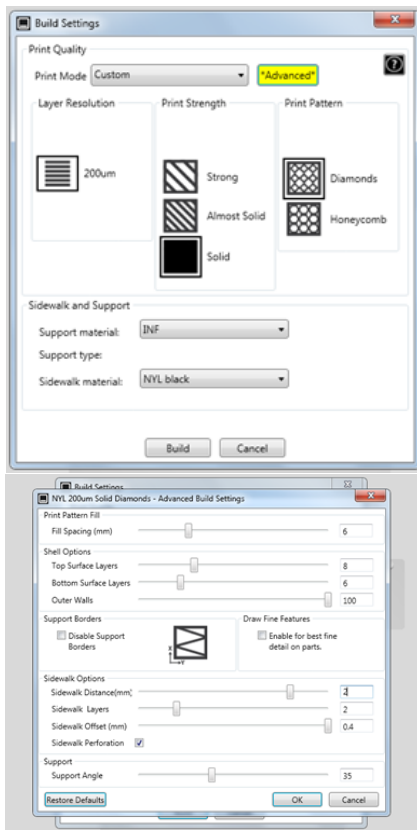 Build Settings
Print Quality
Print Mode Custom *Advanced*
Layer Resolution Print Strength Print Pattern
200um Strong Diamonds
Almost Solid Honeycomb
Solid
Sidewalk and Support
Support material: INF
Support type:
Sidewalk material: NYL black
Build Cancel
Build Settings
NYL 200um Solid Diamonds - Advanced Build Settings
Print Pattern Fill
Fill Spacing (mm) 6
Shell Options
Top Surface Layers 8
Bottom Surface Layers 6
Outer Walls 100
Support Borders Draw Fine Features
Disable Support Borders
X
Y
Enable for best fine detail on parts.
Sidewalk Options
Sidewalk Distance(mm) 2
Sidewalk Layers 2
Sidewalk Offset (mm) 0.4
Sidewalk Perforation
Support
Support Angle 35
Restore Defaults OK Cancel